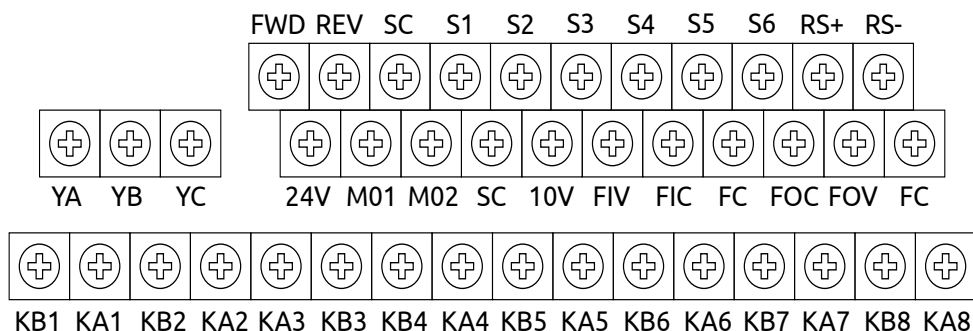 FWD REV SC S1 S2 S3 S4 S5 S6 RS+ RS-
YA YB YC 24V M01 M02 SC 10V FIV FIC FC FOC FOV FC
KB1 KA1 KB2 KA2 KA3 KB3 KB4 KA4 KB5 KA5 KB6 KA6 KB7 KA7 KB8 KA8